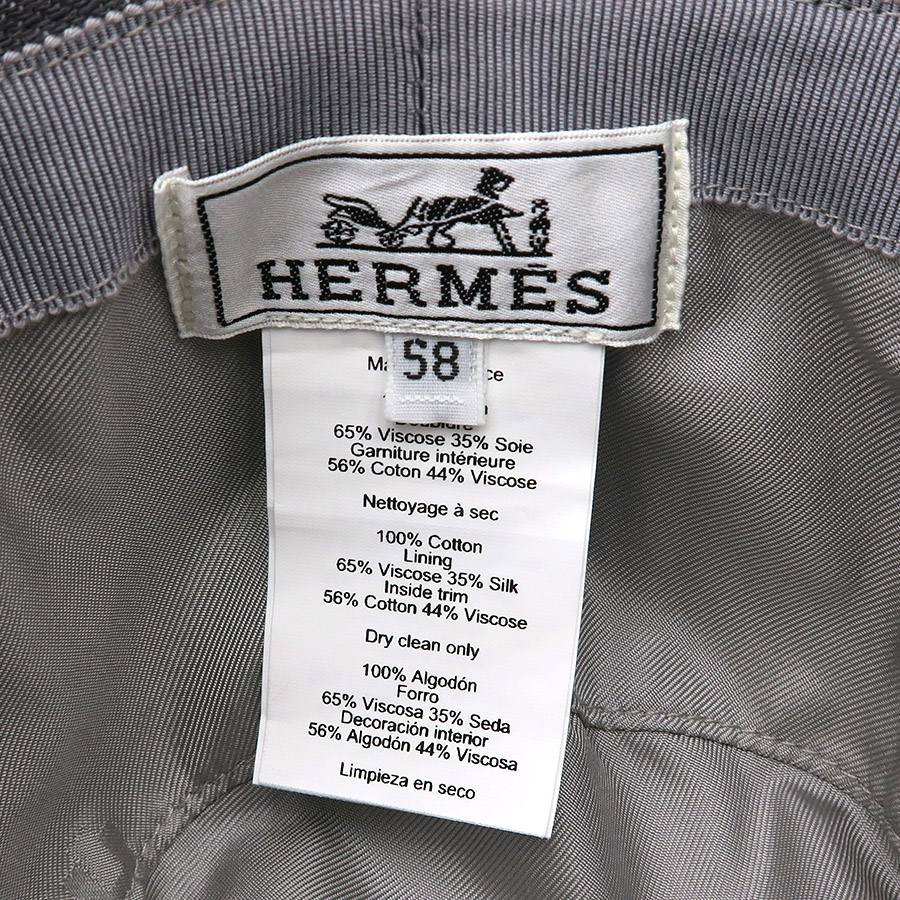 HERMÈS
58
65% Viscose 35% Soie
Garniture intérieure
56% Coton 44% Viscose
Nettoyage à sec
100% Cotton
Lining
65% Viscose 35% Silk
Inside trim
56% Cotton 44% Viscose
Dry clean only
100% Algodón
Forro
65% Viscosa 35% Seda
Decoración interior
56% Algodón 44% Viscosa
Limpieza en seco